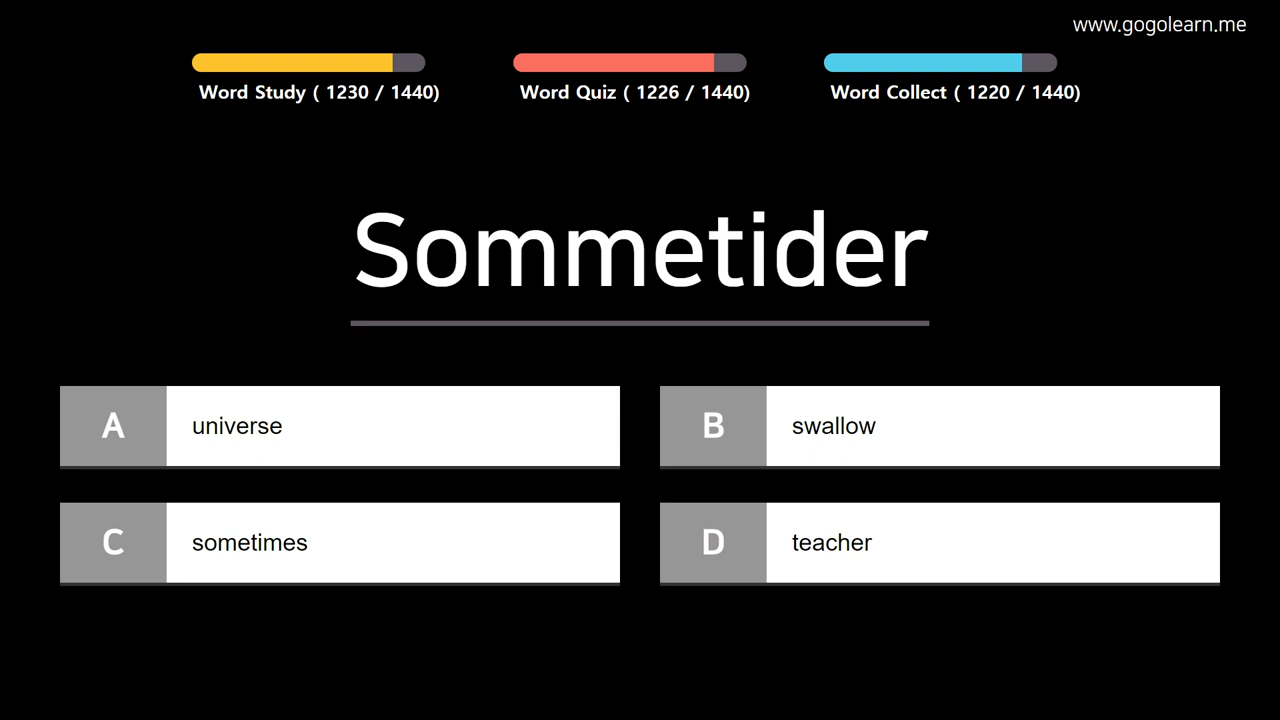 www.gogolearn.me
Word Study ( 1230 / 1440)
Word Quiz ( 1226 / 1440)
Word Collect ( 1220 / 1440)
Sommetider
A universe
B swallow
C sometimes
D teacher